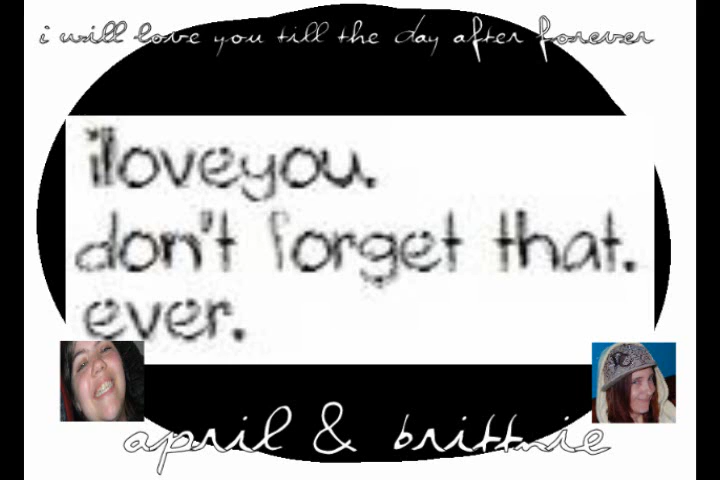 i will love you till the day after forever
iloveyou.
don't forget that.
ever.
april & brittnie